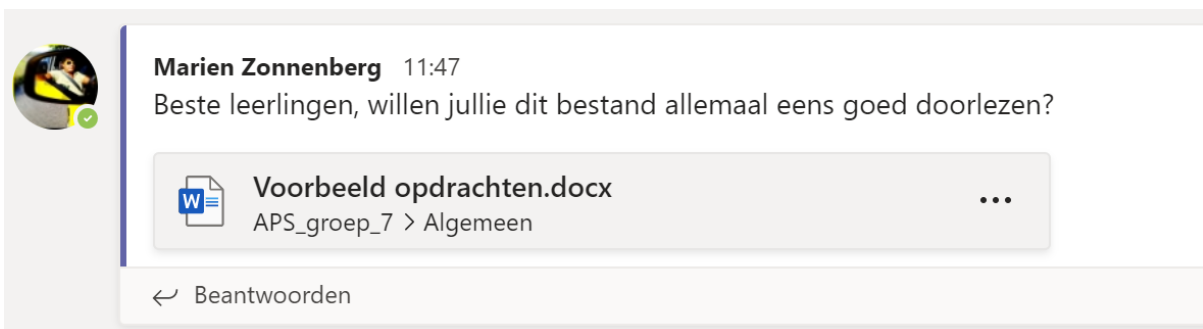 Marien Zonnenberg 11:47
Beste leerlingen, willen jullie dit bestand allemaal eens goed doorlezen?
Voorbeeld opdrachten.docx
APS_groep_7 > Algemeen
Beantwoorden